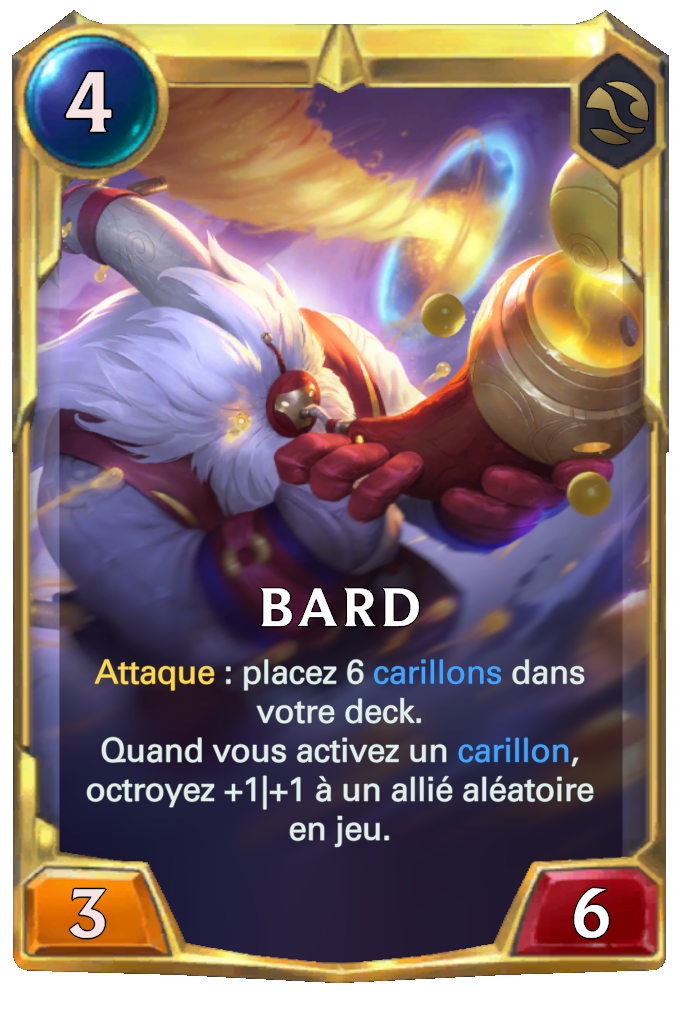 4
BARD
Attaque : placez 6 carillons dans
votre deck.
Quand vous activez un carillon,
octroyez +1|+1 à un allié aléatoire
en jeu.
3
6